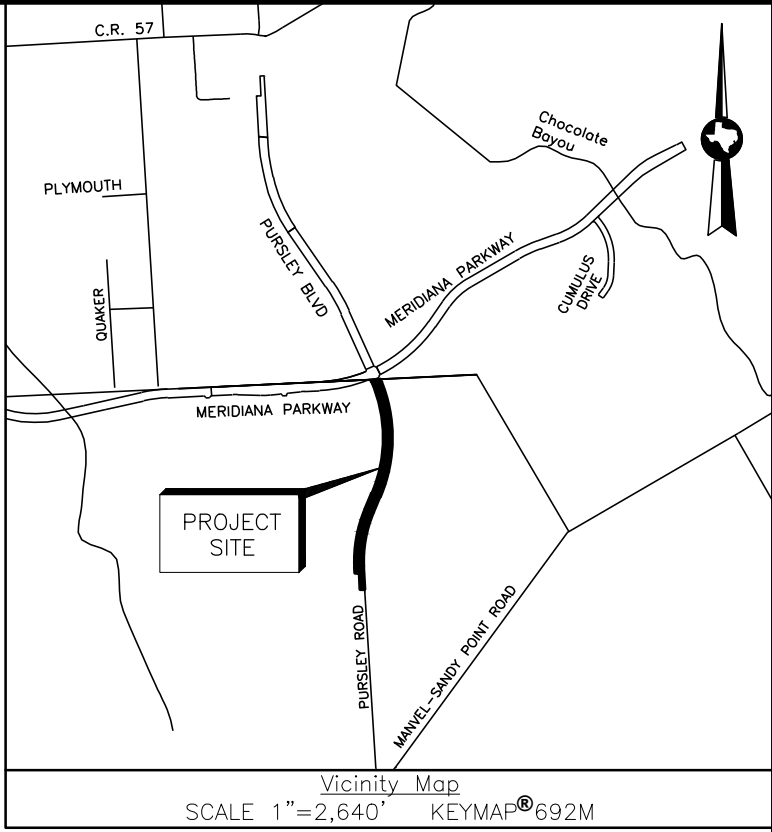 C.R. 57
Chocolate
Bayou
PLYMOUTH
PURSLEY BLVD
MERIDIANA PARKWAY
CUMULUS
DRIVE
QUAKER
MERIDIANA PARKWAY
PROJECT
SITE
PURSLEY ROAD
MANVEL-SANDY POINT ROAD
Vicinity Map
SCALE 1"=2,640' KEYMAP®692M